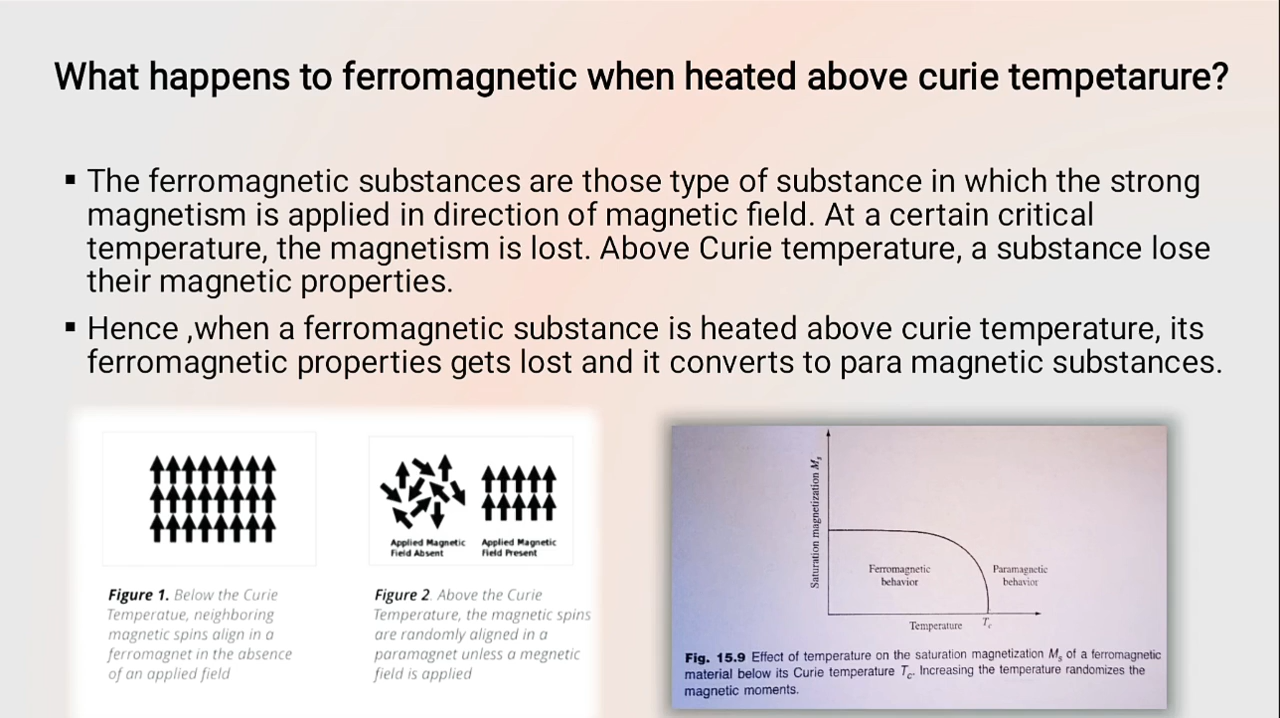 What happens to ferromagnetic when heated above curie tempetarure?
▪ The ferromagnetic substances are those type of substance in which the strong
magnetism is applied in direction of magnetic field. At a certain critical
temperature, the magnetism is lost. Above Curie temperature, a substance lose
their magnetic properties.
▪ Hence ,when a ferromagnetic substance is heated above curie temperature, its
ferromagnetic properties gets lost and it converts to para magnetic substances.
Applied Magnetic
Field Absent
Applied Magnetic
Field Present
Figure 1. Below the Curie
Temperatue, neighboring
magnetic spins align in a
ferromagnet in the absence
of an applied field
Figure 2. Above the Curie
Temperature, the magnetic spins
are randomly aligned in a
paramagnet unless a megnetic
field is applied
Saturation magnetization Ms
Ferromagnetic
behavior
Paramagnetic
behavior
Temperature
Tc
Fig. 15.9 Effect of temperature on the saturation magnetization Ms of a ferromagnetic
material below its Curie temperature Tc. Increasing the temperature randomizes the
magnetic moments.